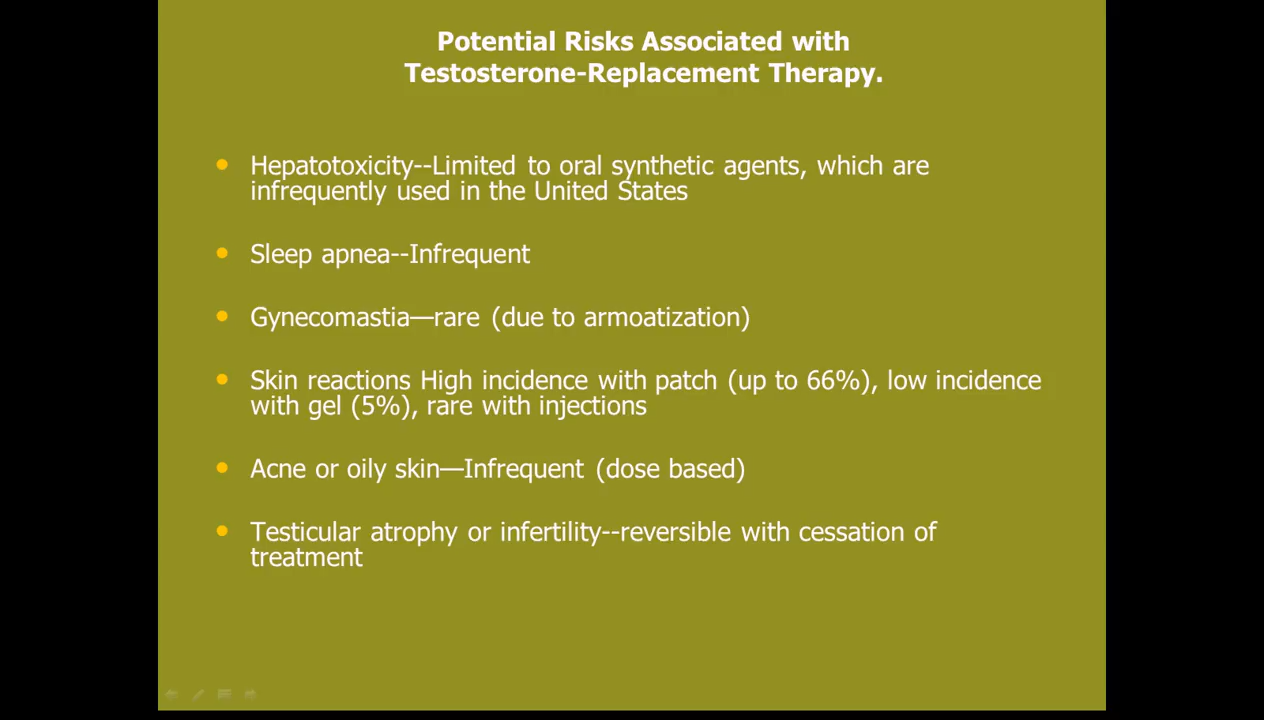 Potential Risks Associated with
Testosterone-Replacement Therapy.
Hepatotoxicity--Limited to oral synthetic agents, which are
infrequently used in the United States
Sleep apnea--Infrequent
Gynecomastia—rare (due to armoatization)
Skin reactions High incidence with patch (up to 66%), low incidence
with gel (5%), rare with injections
Acne or oily skin—Infrequent (dose based)
Testicular atrophy or infertility--reversible with cessation of
treatment